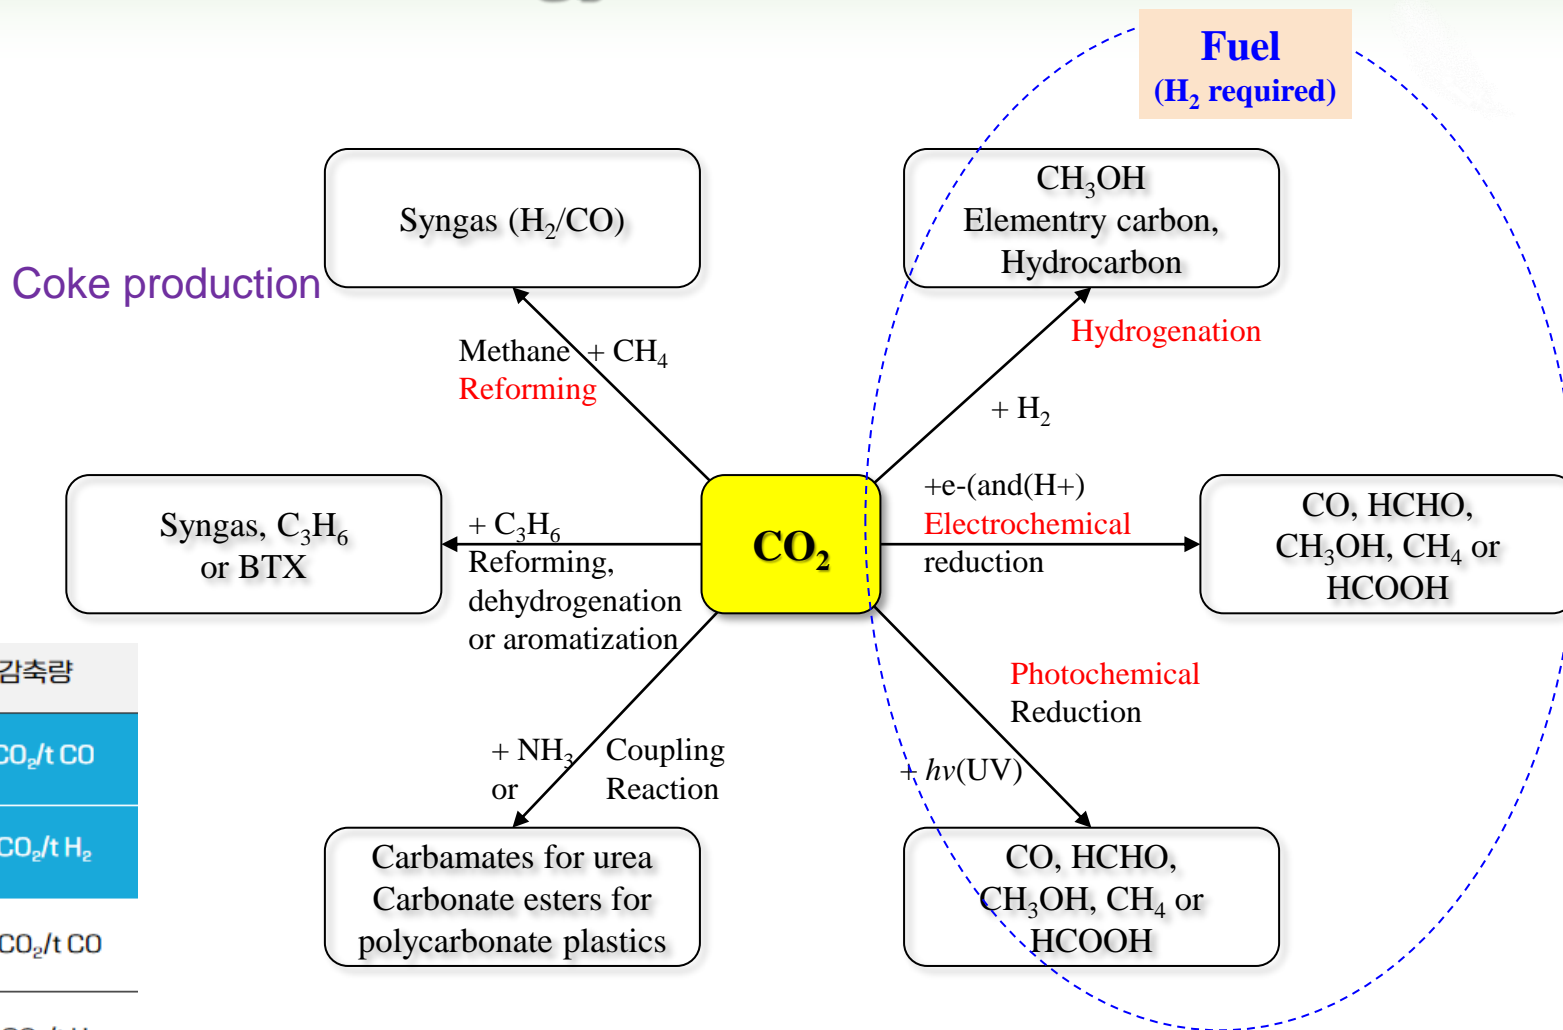 Fuel
(H₂ required)
Syngas (H₂/CO)
CH₃OH
Elementry carbon,
Hydrocarbon
Coke production
Methane + CH₄
Reforming
Hydrogenation
+ H₂
Syngas, C₃H₆
or BTX
+ C₃H₆
Reforming,
dehydrogenation
or aromatization
CO₂
+e-(and(H+)
Electrochemical
reduction
CO, HCHO,
CH₃OH, CH₄ or
HCOOH
감축량
CO₂/t CO
CO₂/t H₂
CO₂/t CO
Photochemical
Reduction
+ NH₃ Coupling
or Reaction
+ hν(UV)
Carbamates for urea
Carbonate esters for
polycarbonate plastics
CO, HCHO,
CH₃OH, CH₄ or
HCOOH